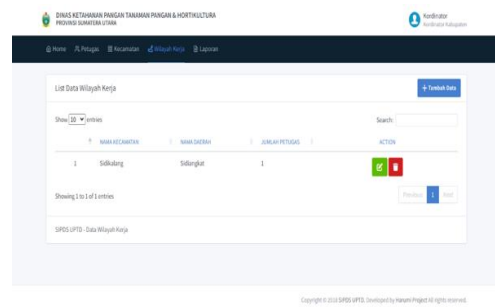 DINAS KETAHANAN PANGAN TANAMAN PANGAN & HORTIKULTURA
PROVINSI SUMATERA UTARA
Kordinator
Kordinator Kabupaten
Home Petugas Kecamatan Wilayah Kerja Laporan
List Data Wilayah Kerja
+ Tambah Data
Show 10 entries
Search:
NAMA KECAMATAN NAMA DAERAH JUMLAH PETUGAS ACTION
1 Sidikalang Sidiangkat 1
Showing 1 to 1 of 1 entries
Previous 1 Next
SIPDS UPTD - Data Wilayah Kerja
Copyright © 2018 SIPDS UPTD. Developed by Hanumi Project All rights reserved.